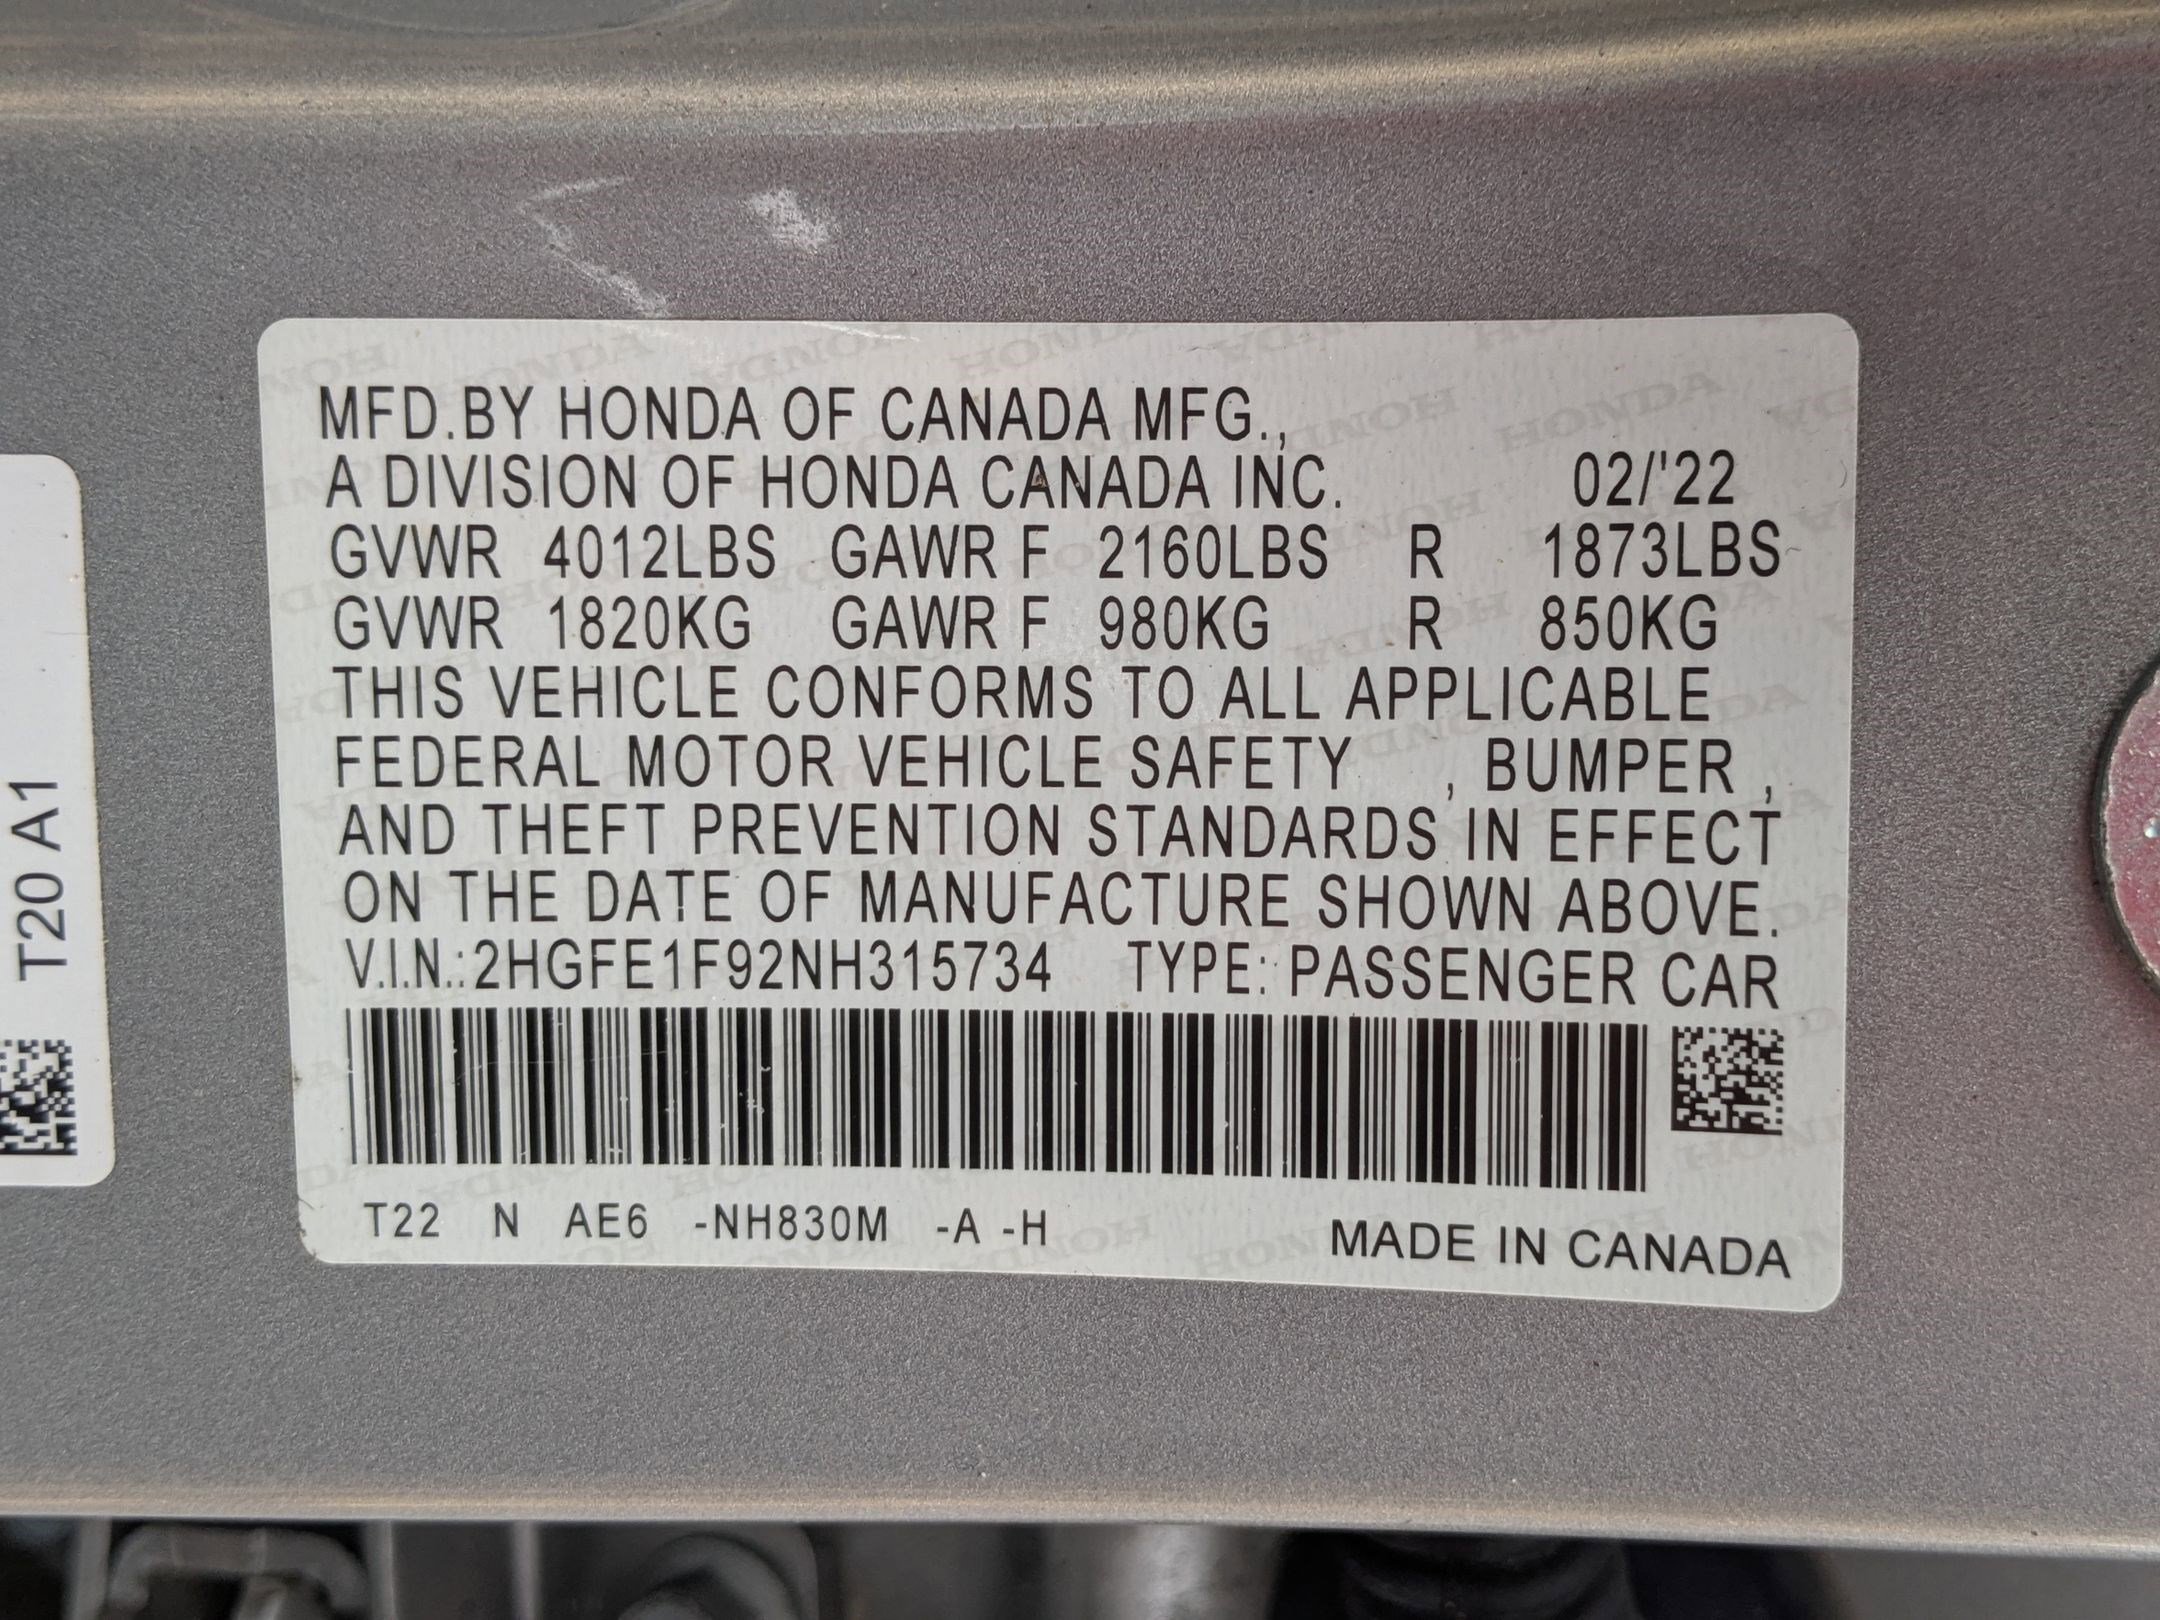 MFD.BY HONDA OF CANADA MFG.,
A DIVISION OF HONDA CANADA INC. 02/'22
GVWR 4012LBS GAWR F 2160LBS R 1873LBS
GVWR 1820KG GAWR F 980KG R 850KG
THIS VEHICLE CONFORMS TO ALL APPLICABLE
FEDERAL MOTOR VEHICLE SAFETY , BUMPER ,
AND THEFT PREVENTION STANDARDS IN EFFECT
ON THE DATE OF MANUFACTURE SHOWN ABOVE.
V.I.N.: 2HGFE1F92NH315734 TYPE: PASSENGER CAR
T22 N AE6 -NH830M -A -H MADE IN CANADA
T20 A1